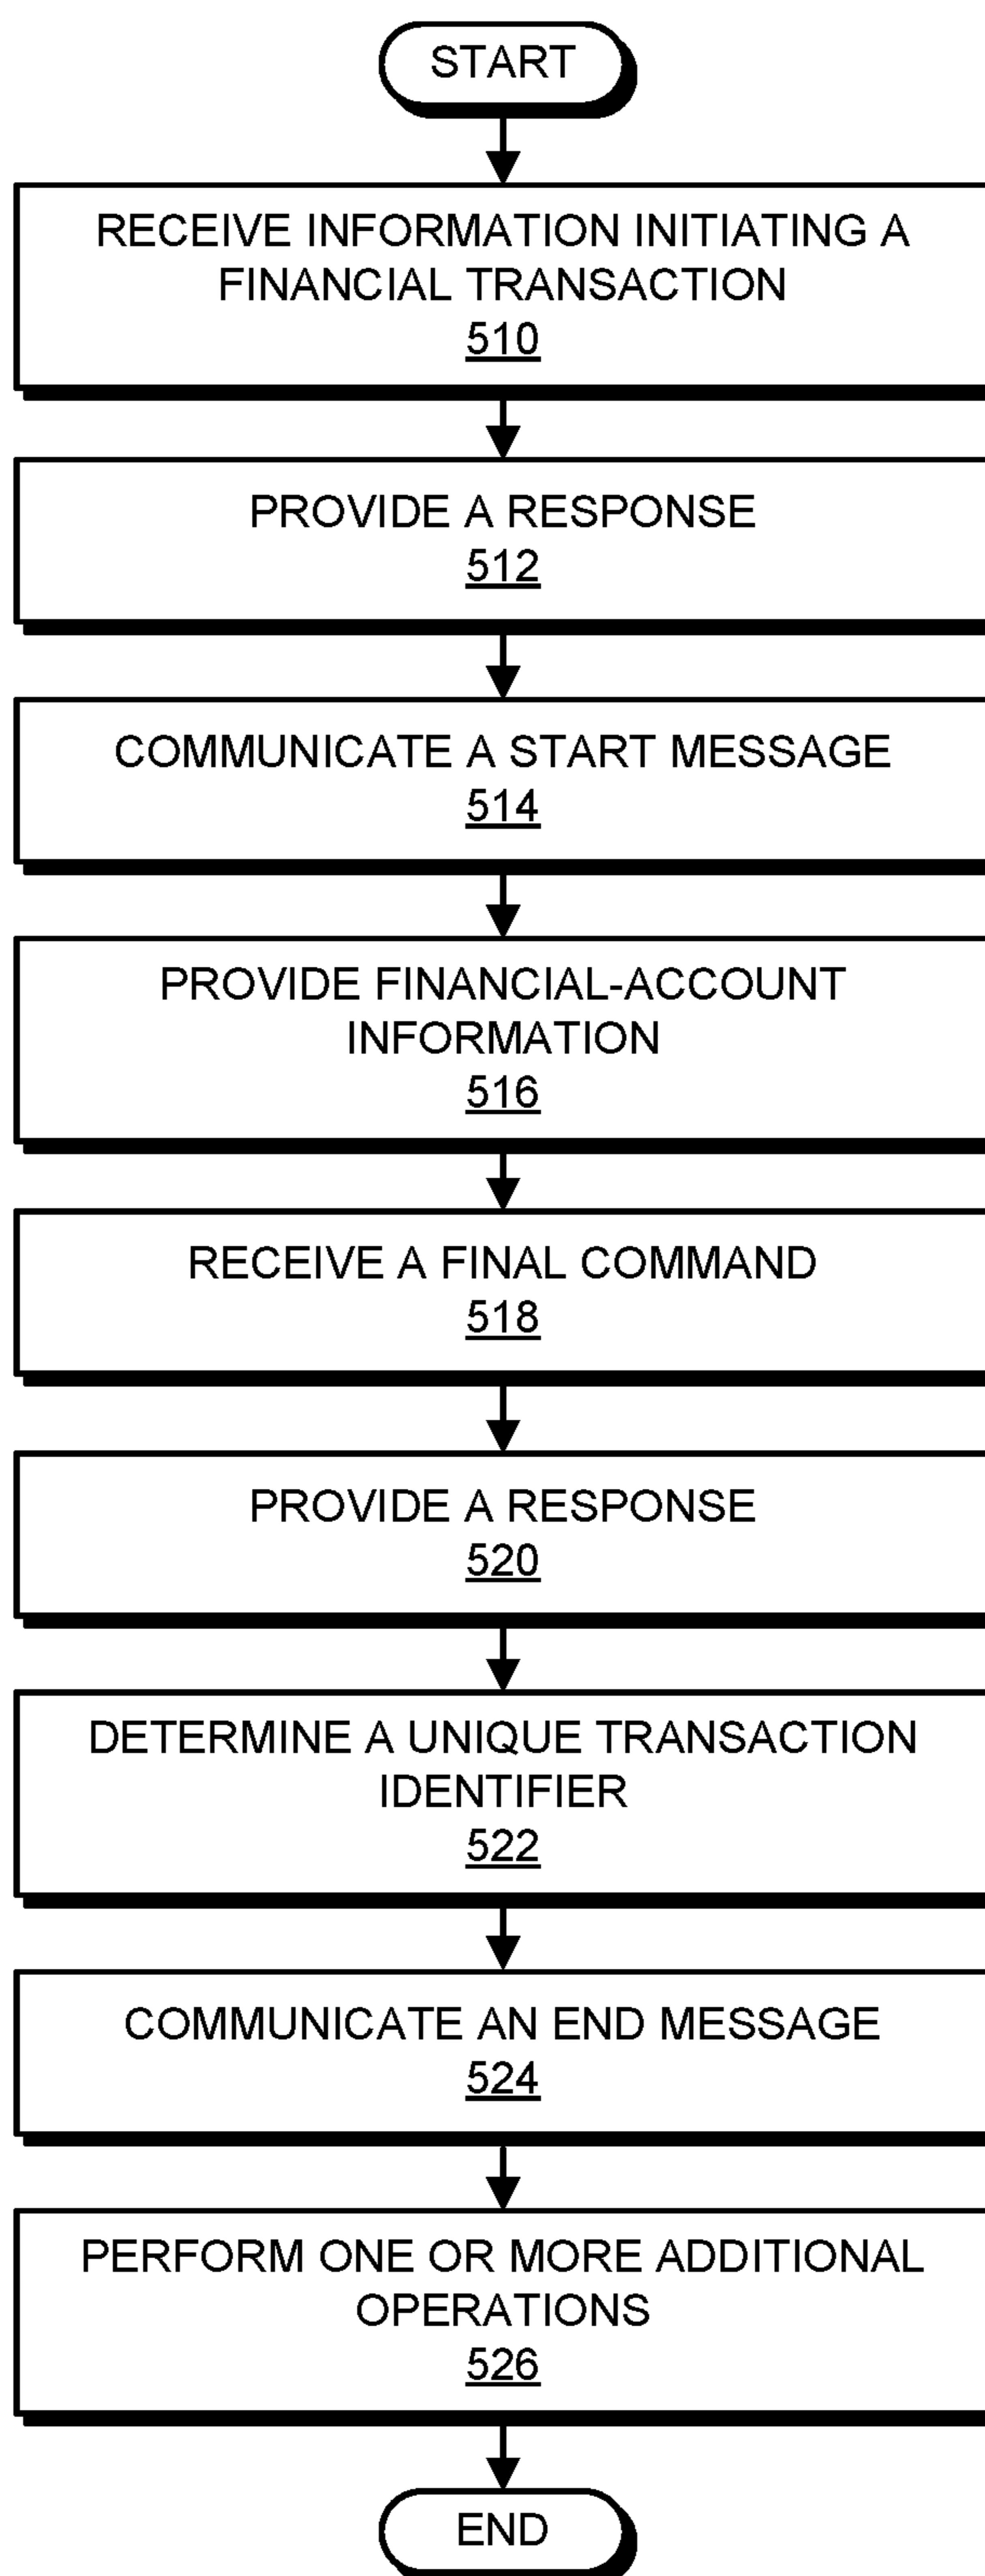 START
RECEIVE INFORMATION INITIATING A
FINANCIAL TRANSACTION
510
PROVIDE A RESPONSE
512
COMMUNICATE A START MESSAGE
514
PROVIDE FINANCIAL-ACCOUNT
INFORMATION
516
RECEIVE A FINAL COMMAND
518
PROVIDE A RESPONSE
520
DETERMINE A UNIQUE TRANSACTION
IDENTIFIER
522
COMMUNICATE AN END MESSAGE
524
PERFORM ONE OR MORE ADDITIONAL
OPERATIONS
526
END